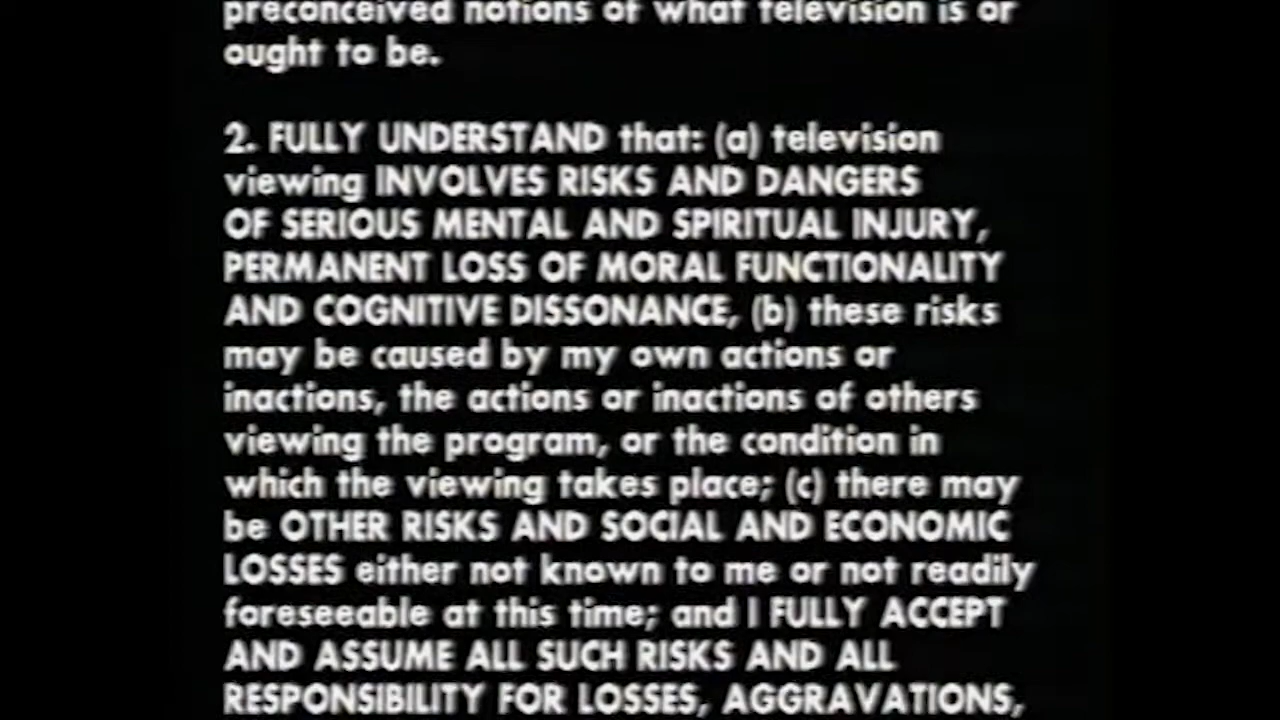 preconceived notions of what television is or
ought to be.
2. FULLY UNDERSTAND that: (a) television
viewing INVOLVES RISKS AND DANGERS
OF SERIOUS MENTAL AND SPIRITUAL INJURY,
PERMANENT LOSS OF MORAL FUNCTIONALITY
AND COGNITIVE DISSONANCE, (b) these risks
may be caused by my own actions or
inactions, the actions or inactions of others
viewing the program, or the condition in
which the viewing takes place; (c) there may
be OTHER RISKS AND SOCIAL AND ECONOMIC
LOSSES either not known to me or not readily
foreseeable at this time; and I FULLY ACCEPT
AND ASSUME ALL SUCH RISKS AND ALL
RESPONSIBILITY FOR LOSSES, AGGRAVATIONS,